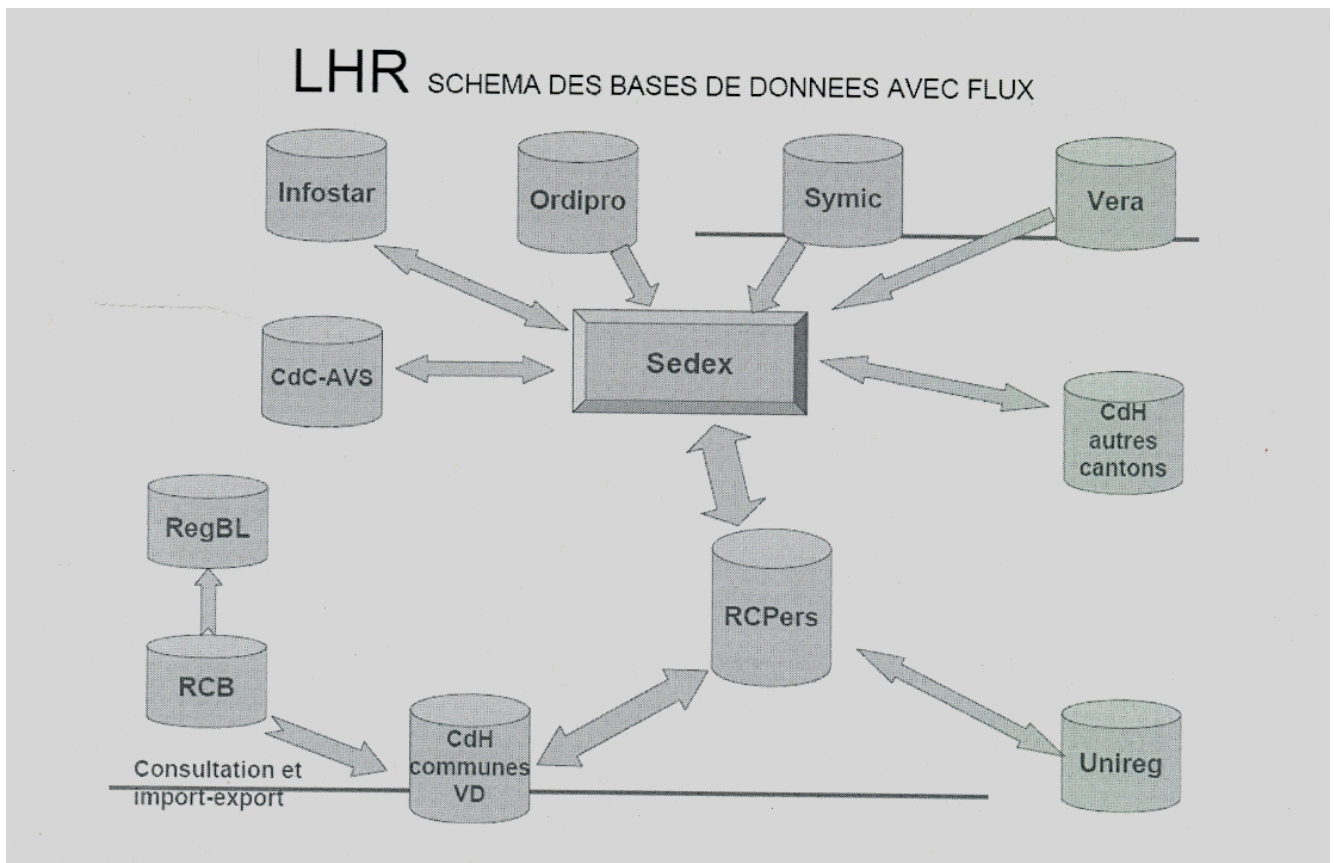 LHR SCHEMA DES BASES DE DONNEES AVEC FLUX
Infostar
Ordipro
Symic
Vera
CdC-AVS
Sedex
CdH
autres
cantons
RegBL
RCPers
RCB
CdH
communes
VD
Unireg
Consultation et
import-export